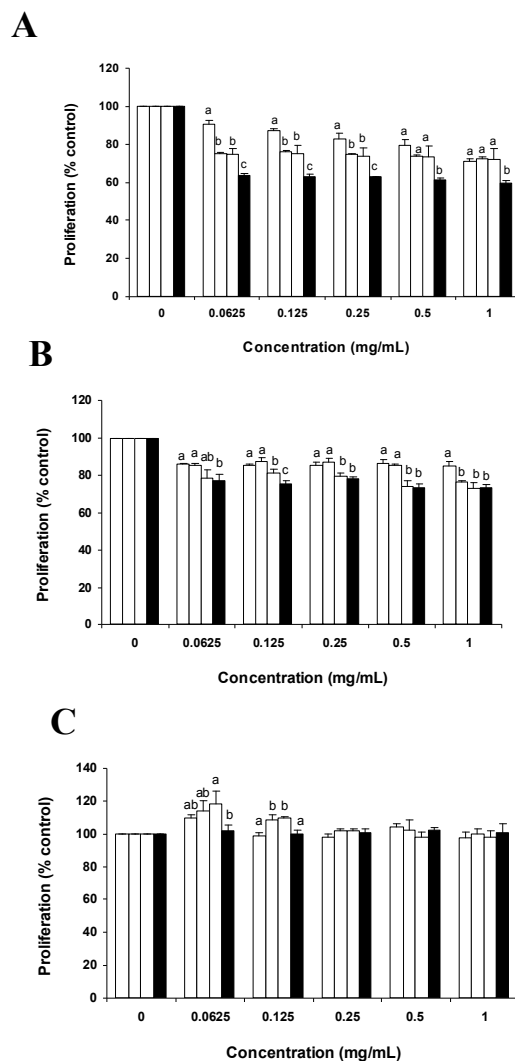 A
120
100
80
60
40
20
0
Proliferation (% control)
a b b c a b b c a b b c a a a b a a a b
0 0.0625 0.125 0.25 0.5 1
Concentration (mg/mL)
B
120
100
80
60
40
20
0
Proliferation (% control)
a a ab b a a b c a a b b a a b b a b b b
0 0.0625 0.125 0.25 0.5 1
Concentration (mg/mL)
C
140
120
100
80
60
40
20
0
Proliferation (% control)
ab ab a b a b b a
0 0.0625 0.125 0.25 0.5 1
Concentration (mg/mL)